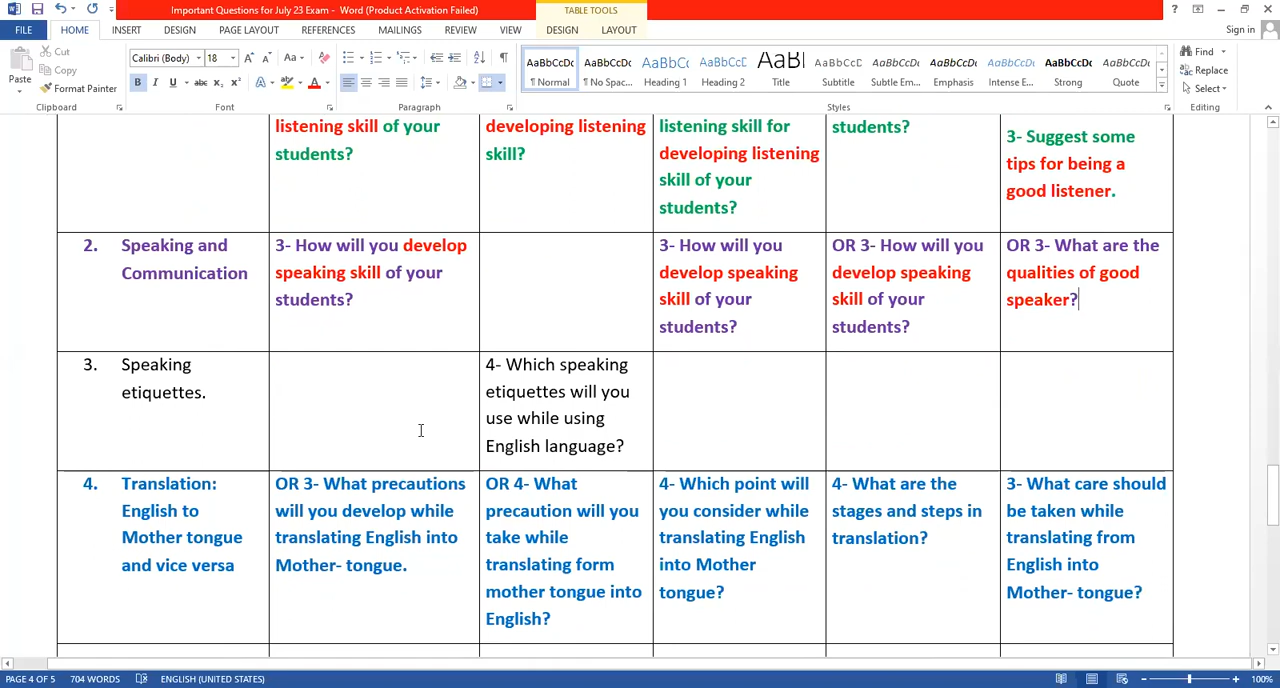 Important Questions for July 23 Exam - Word (Product Activation Failed)
TABLE TOOLS
Sign in
FILE HOME INSERT DESIGN PAGE LAYOUT REFERENCES MAILINGS REVIEW VIEW DESIGN LAYOUT
Paste
Cut
Copy
Format Painter
Clipboard
Calibri (Body) 18
Font
Paragraph
AaBbCcDc AaBbCcDc AaBbCc AaBbCcD AaBl AaBbCcD AaBbCcDc AaBbCcDc AaBbCcDc AaBbCcDc AaBbCcDc
¶ Normal ¶ No Spac... Heading 1 Heading 2 Title Subtitle Subtle Em... Emphasis Intense E... Strong Quote
Styles
Find
Replace
Select
Editing
listening skill of your
students?
developing listening
skill?
listening skill for
developing listening
skill of your
students?
students?
3- Suggest some
tips for being a
good listener.
2. Speaking and
Communication
3- How will you develop
speaking skill of your
students?
3- How will you
develop speaking
skill of your
students?
OR 3- How will you
develop speaking
skill of your
students?
OR 3- What are the
qualities of good
speaker?
3. Speaking
etiquettes.
4- Which speaking
etiquettes will you
use while using
English language?
4. Translation:
English to
Mother tongue
and vice versa
OR 3- What precautions
will you develop while
translating English into
Mother- tongue.
OR 4- What
precaution will you
take while
translating form
mother tongue into
English?
4- Which point will
you consider while
translating English
into Mother
tongue?
4- What are the
stages and steps in
translation?
3- What care should
be taken while
translating from
English into
Mother- tongue?
PAGE 4 OF 5 704 WORDS ENGLISH (UNITED STATES) 100%